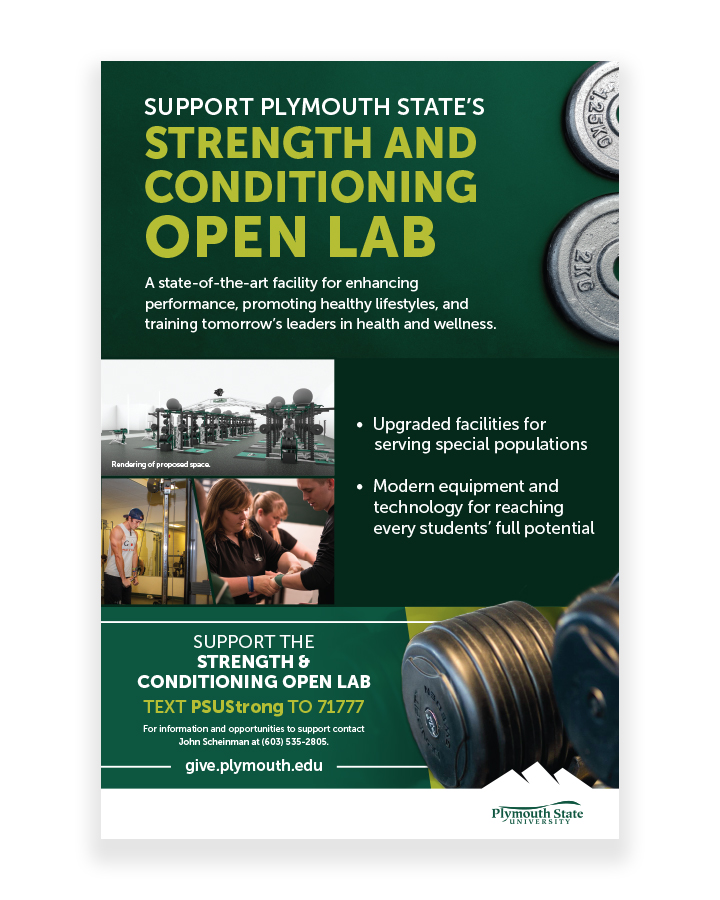 SUPPORT PLYMOUTH STATE'S
STRENGTH AND
CONDITIONING
OPEN LAB
A state-of-the-art facility for enhancing
performance, promoting healthy lifestyles, and
training tomorrow's leaders in health and wellness.
1.25KG
2KG
Rendering of proposed space.
• Upgraded facilities for
serving special populations
• Modern equipment and
technology for reaching
every students' full potential
SUPPORT THE
STRENGTH &
CONDITIONING OPEN LAB
TEXT PSUStrong TO 71777
For information and opportunities to support contact
John Scheinman at (603) 535-2805.
give.plymouth.edu
Plymouth State
UNIVERSITY